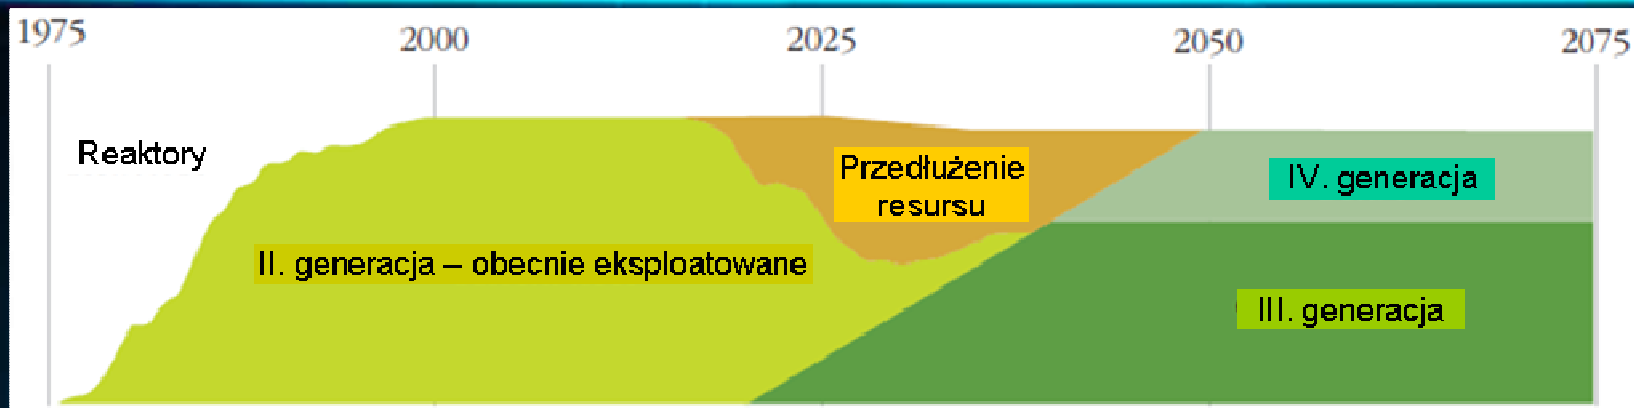 1975 2000 2025 2050 2075
Reaktory
Przedłużenie
resursu
IV. generacja
II. generacja – obecnie eksploatowane
III. generacja